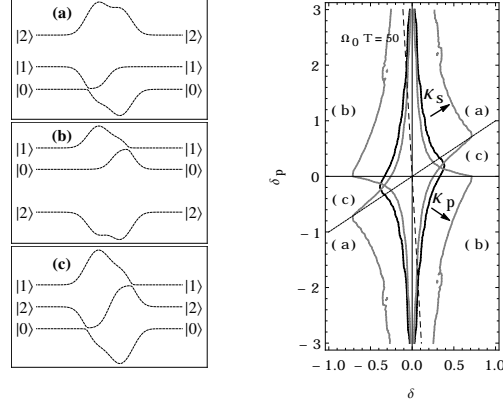 (a)
|2⟩ |2⟩
|1⟩ |1⟩
|0⟩ |0⟩
(b)
|1⟩ |1⟩
|0⟩ |0⟩
|2⟩ |2⟩
(c)
|1⟩ |1⟩
|2⟩ |2⟩
|0⟩ |0⟩
3
Ω0 T = 50
2
κs
(b) (a)
1
(c)
δp
0
(c) κp
-1
(a) (b)
-2
-3
-1.0 -0.5 0.0 0.5 1.0
δ